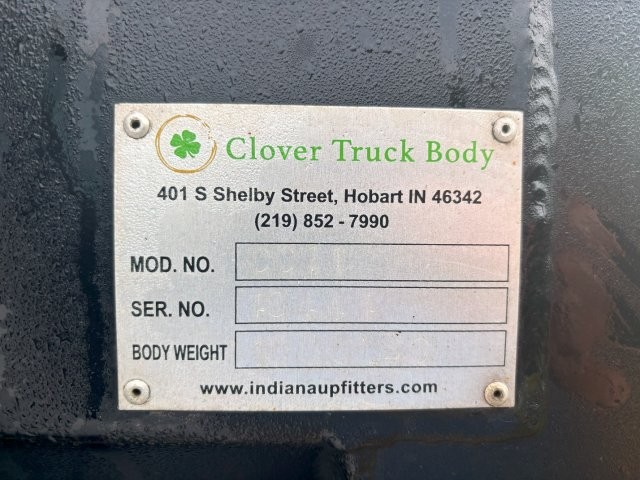 Clover Truck Body
401 S Shelby Street, Hobart IN 46342
(219) 852 - 7990
MOD. NO.
SER. NO.
BODY WEIGHT
www.indianaupfitters.com